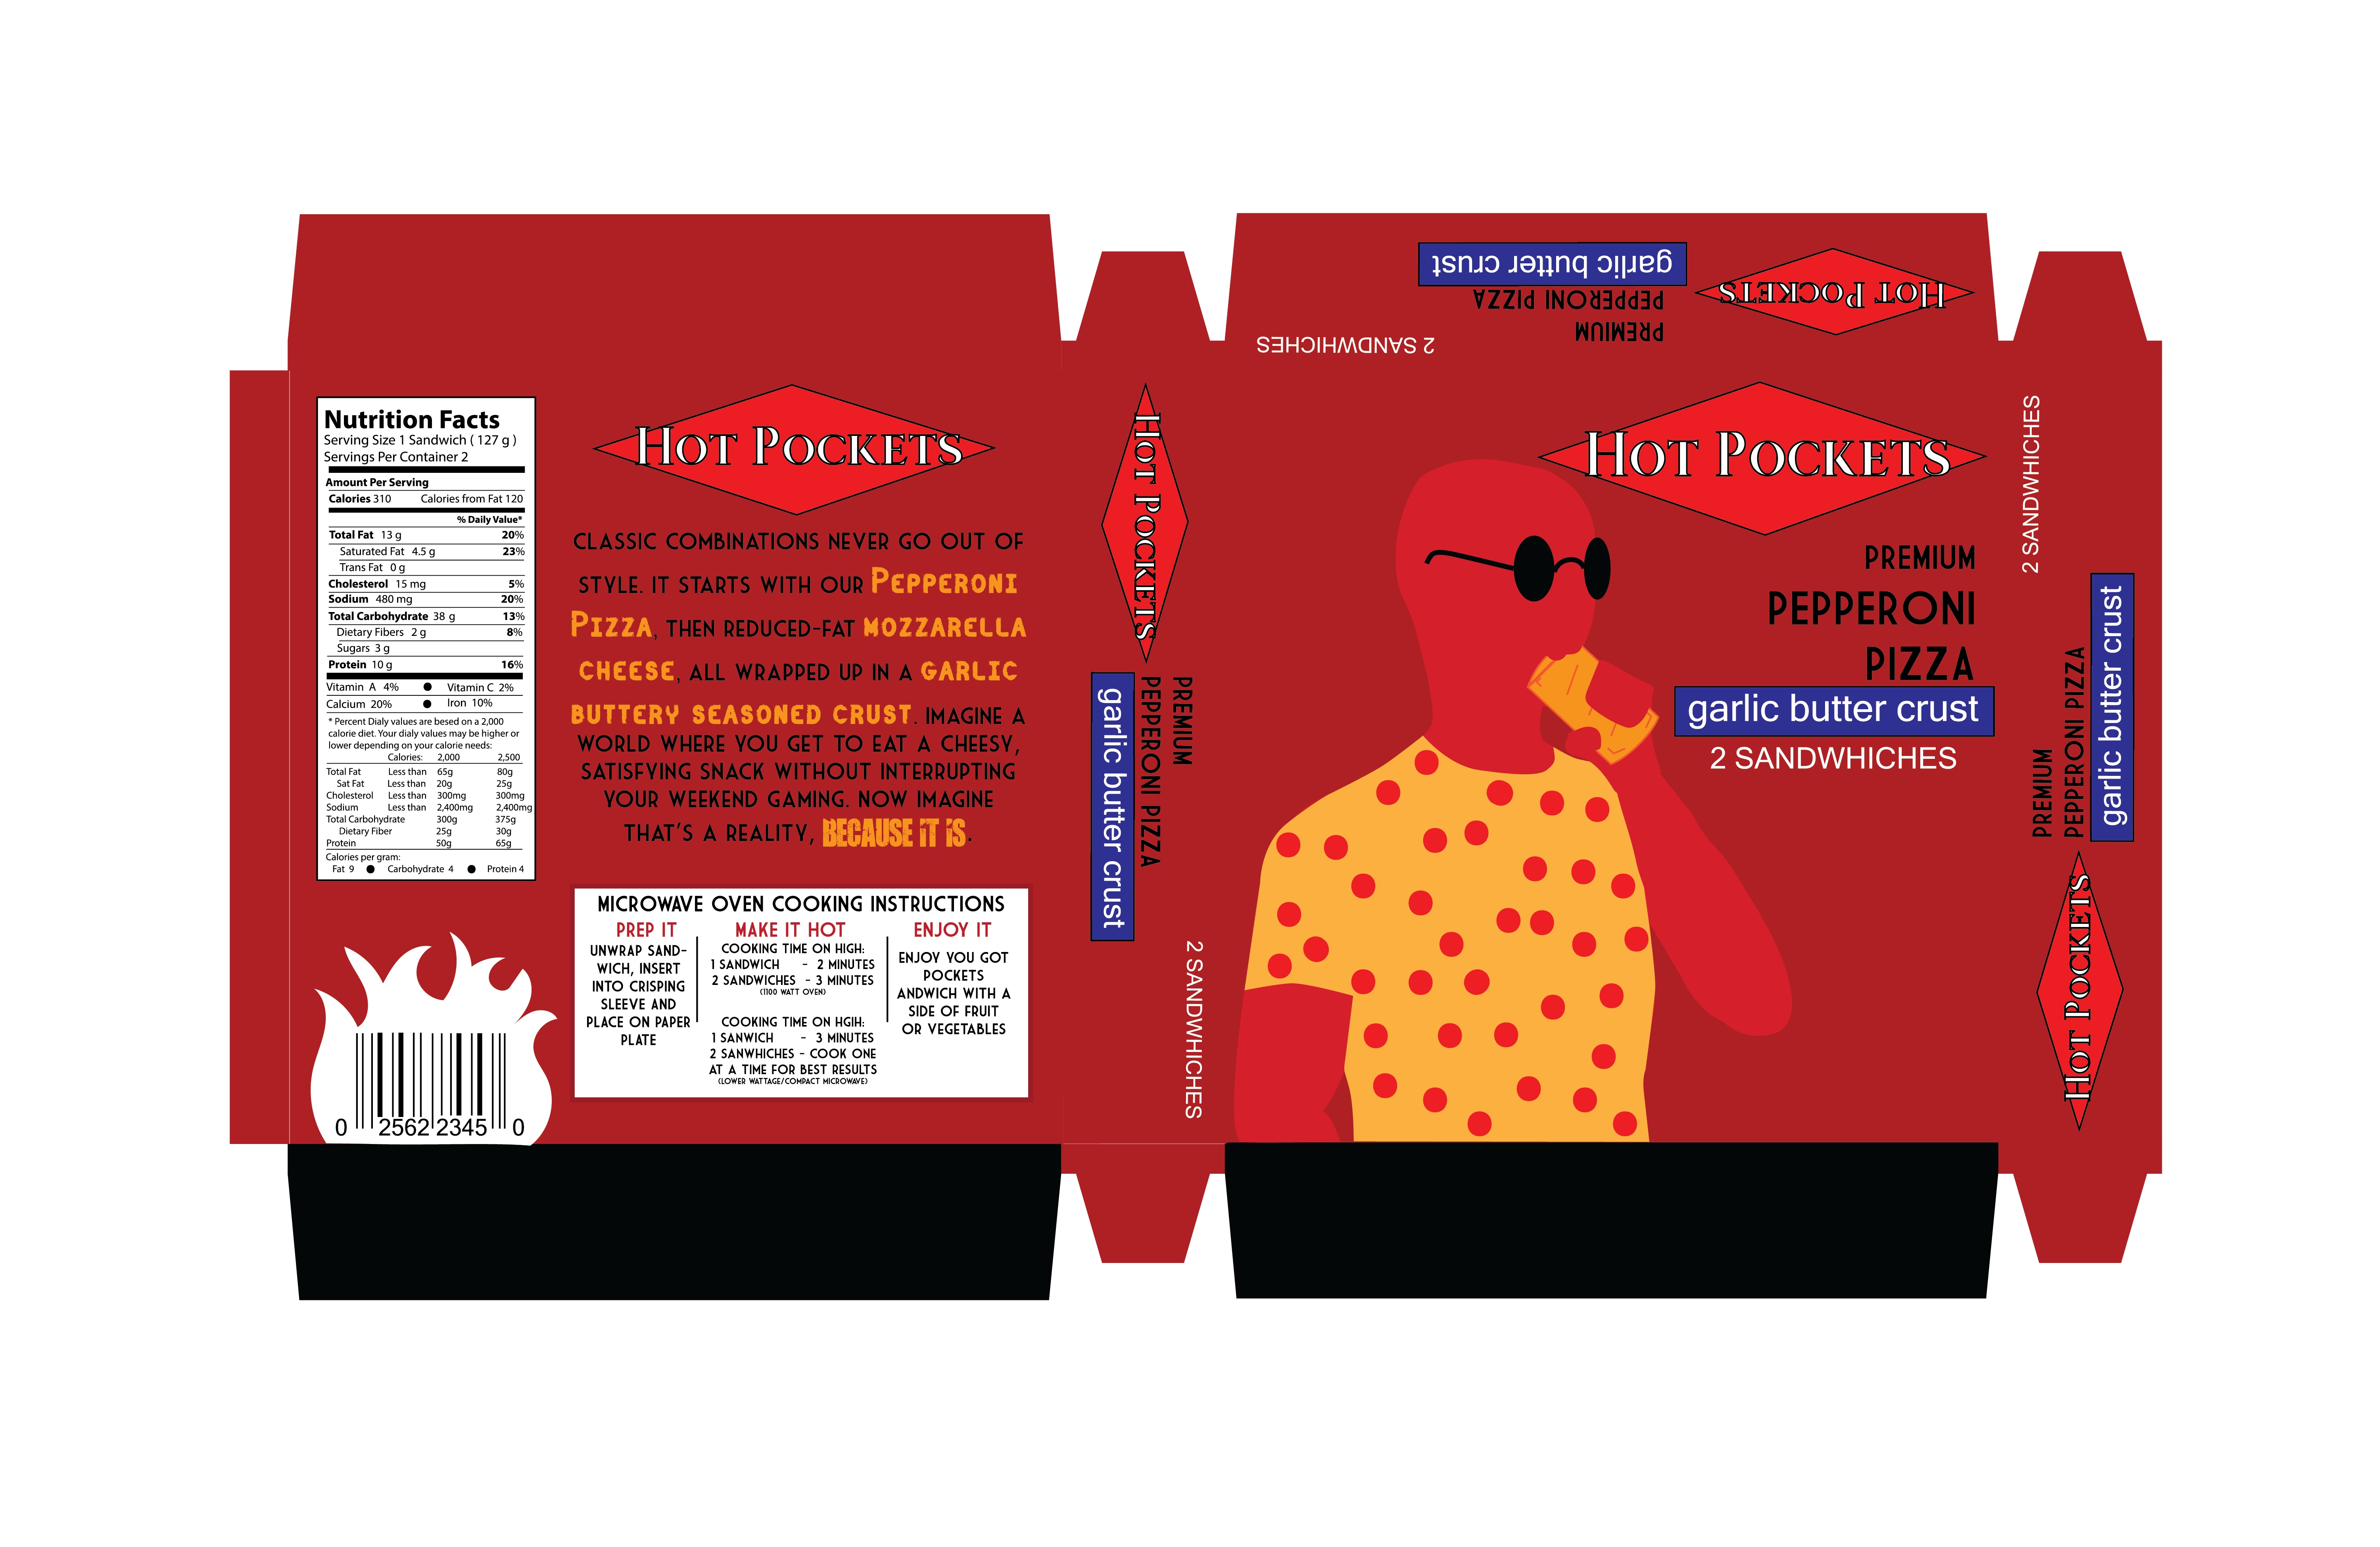 Nutrition Facts
Serving Size 1 Sandwich ( 127 g )
Servings Per Container 2
Amount Per Serving
Calories 310 Calories from Fat 120
% Daily Value*
Total Fat 13 g 20%
Saturated Fat 4.5 g 23%
Trans Fat 0 g
Cholesterol 15 mg 5%
Sodium 480 mg 20%
Total Carbohydrate 38 g 13%
Dietary Fibers 2 g 8%
Sugars 3 g
Protein 10 g 16%
Vitamin A 4% ● Vitamin C 2%
Calcium 20% ● Iron 10%
* Percent Dialy values are besed on a 2,000
calorie diet. Your dialy values may be higher or
lower depending on your calorie needs:
Calories: 2,000 2,500
Total Fat Less than 65g 80g
Sat Fat Less than 20g 25g
Cholesterol Less than 300mg 300mg
Sodium Less than 2,400mg 2,400mg
Total Carbohydrate 300g 375g
Dietary Fiber 25g 30g
Protein 50g 65g
Calories per gram:
Fat 9 ● Carbohydrate 4 ● Protein 4
0 2562 2345 0
HOT POCKETS
CLASSIC COMBINATIONS NEVER GO OUT OF
STYLE. IT STARTS WITH OUR PEPPERONI
PIZZA, THEN REDUCED-FAT MOZZARELLA
CHEESE, ALL WRAPPED UP IN A GARLIC
BUTTERY SEASONED CRUST. IMAGINE A
WORLD WHERE YOU GET TO EAT A CHEESY,
SATISFYING SNACK WITHOUT INTERRUPTING
YOUR WEEKEND GAMING. NOW IMAGINE
THAT'S A REALITY, BECAUSE IT IS.
MICROWAVE OVEN COOKING INSTRUCTIONS
PREP IT
UNWRAP SAND-
WICH, INSERT
INTO CRISPING
SLEEVE AND
PLACE ON PAPER
PLATE
MAKE IT HOT
COOKING TIME ON HIGH:
1 SANDWICH - 2 MINUTES
2 SANDWICHES - 3 MINUTES
(1100 WATT OVEN)
COOKING TIME ON HGIH:
1 SANWICH - 3 MINUTES
2 SANWHICHES - COOK ONE
AT A TIME FOR BEST RESULTS
(LOWER WATTAGE/COMPACT MICROWAVE)
ENJOY IT
ENJOY YOU GOT
POCKETS
ANDWICH WITH A
SIDE OF FRUIT
OR VEGETABLES
HOT POCKETS
PREMIUM
PEPPERONI PIZZA
garlic butter crust
2 SANDWHICHES
HOT POCKETS
PREMIUM
PEPPERONI PIZZA
garlic butter crust
2 SANDWHICHES
HOT POCKETS
PREMIUM
PEPPERONI
PIZZA
garlic butter crust
2 SANDWHICHES
HOT POCKETS
PREMIUM
PEPPERONI PIZZA
garlic butter crust
2 SANDWHICHES